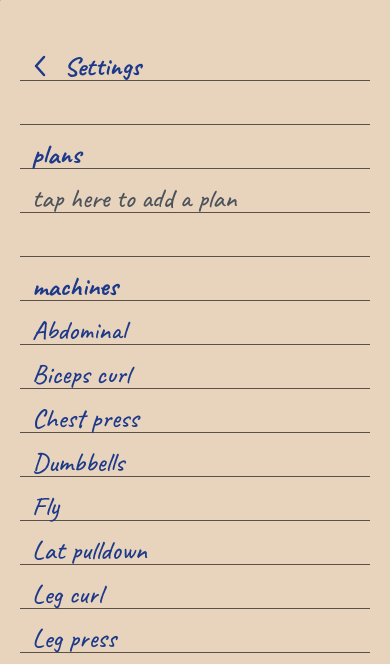 Settings
plans
tap here to add a plan
machines
Abdominal
Biceps curl
Chest press
Dumbbells
Fly
Lat pulldown
Leg curl
Leg press